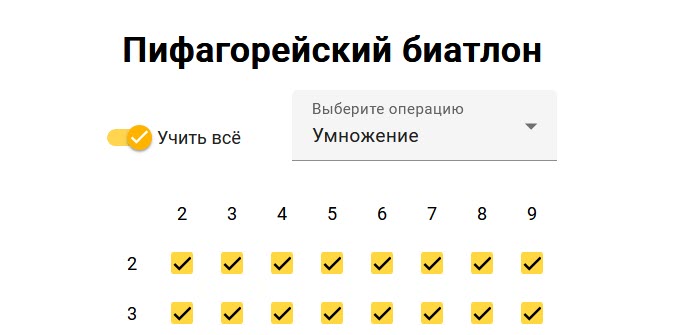 Пифагорейский биатлон
Учить всё
Выберите операцию
Умножение
2 3 4 5 6 7 8 9
2
3